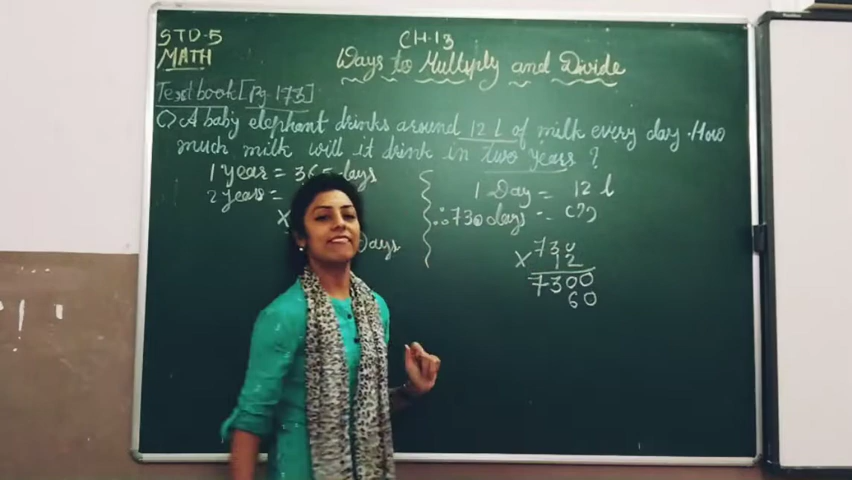 STD-5
MATH
CH-13
Ways to Multiply and Divide
Textbook [Pg 173]
Q) A baby elephant drinks around 12 L of milk every day. How
much milk will it drink in two years?
1 year = 365 days
2 years =
x
days
1 Day = 12 l
∴ 730 days = (?)
730
x 12
7300
60